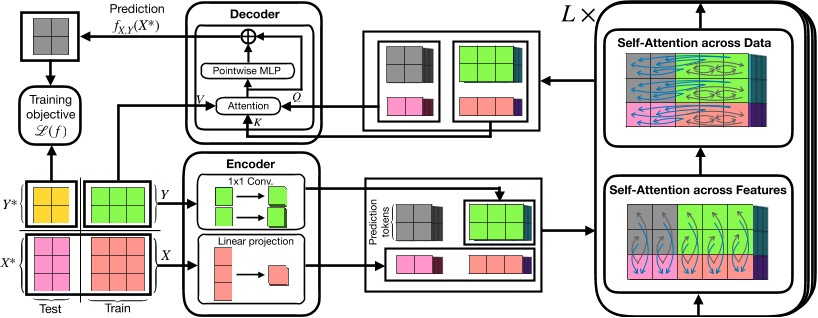 Prediction
f_{X,Y}(X*)
Decoder
Pointwise MLP
Attention
V
Q
K
Training
objective
ℒ(f)
L ×
Self-Attention across Data
Self-Attention across Features
Encoder
1x1 Conv.
Linear projection
Prediction
tokens
Y*
Y
X*
X
Test
Train